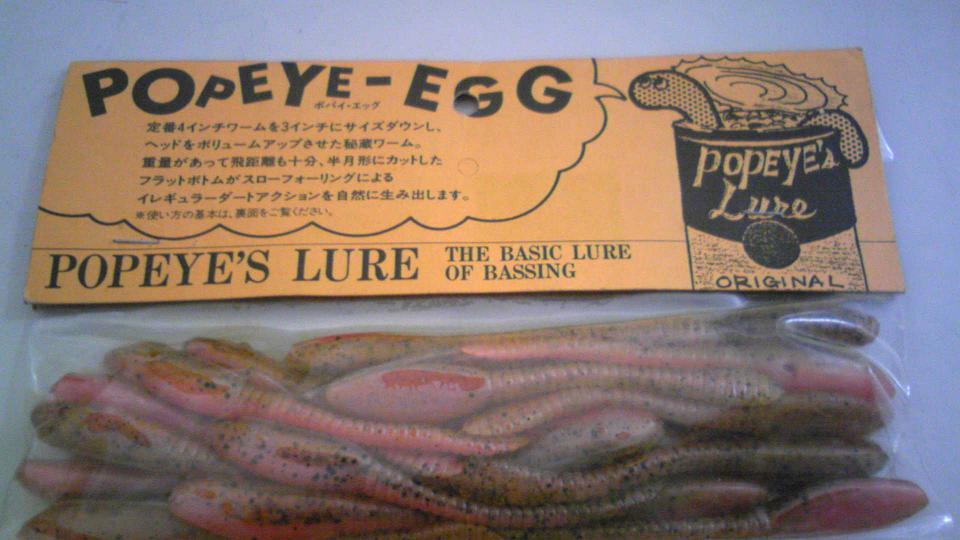 POPEYE-EGG
ポパイ・エッグ
定番4インチワームを3インチにサイズダウンし、
ヘッドをボリュームアップさせた秘蔵ワーム。
重量があって飛距離も十分、半月形にカットした
フラットボトムがスローフォーリングによる
イレギュラーダートアクションを自然に生み出します。
※使い方の基本は、裏面をご覧ください。
POPEYE'S
Lure
ORIGINAL
POPEYE'S LURE
THE BASIC LURE
OF BASSING